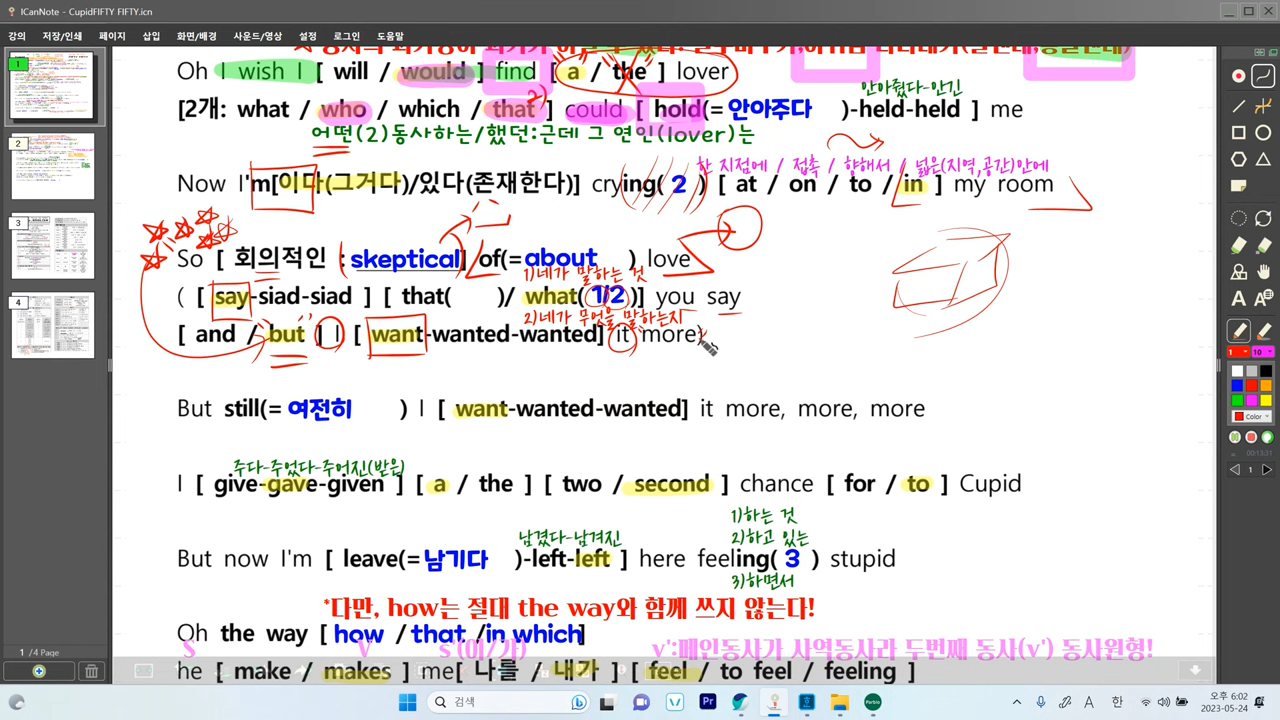 ICanNote - CupidFIFTY FIFTY.icn
강의 저장/인쇄 페이지 삽입 화면/배경 사운드/영상 설정 로그인 도움말
Oh wish [ will / would ] find [ a / the ] lover
안아줬다-안긴
[2개: what / who / which / that ] could [ hold(= 안아주다 )-held-held ] me
2)
어떤(2)동사하는/했던:근데 그 연인(lover)는
한 지점에 / 접촉 / 향해서 / 넓은(지역,공간)안에
Now I'm[이다(그거다)/있다(존재한다)] crying( 2 ) [ at / on / to / in ] my room
So [ 회의적인 : skeptical] of(= about ) love
1)네가 말하는 것
( [ say-siad-siad ] [ that( )/ what( 1/2 )] you say
2)네가 무엇을 말하는지
[ and / but ] I [ want-wanted-wanted] it more)
But still(= 여전히 ) I [ want-wanted-wanted] it more, more, more
주다-주었다-주어진(받은)
I [ give-gave-given ] [ a / the ] [ two / second ] chance [ for / to ] Cupid
1)하는 것
남겼다-남겨진 2)하고 있는
But now I'm [ leave(= 남기다 )-left-left ] here feeling( 3 ) stupid
3)하면서
*다만, how는 절대 the way와 함께 쓰지 않는다!
Oh the way [ how / that /in which]
S V s (이/가) v':메인동사가 사역동사라 두번째 동사(v') 동사원형!
he [ make / makes ] me[ 나를 / 내가 ] [ feel / to feel / feeling ]
1
2
3
4
1 /4 Page
1 10
Color
00:13:31
1
검색
오후 6:02
2023-05-24